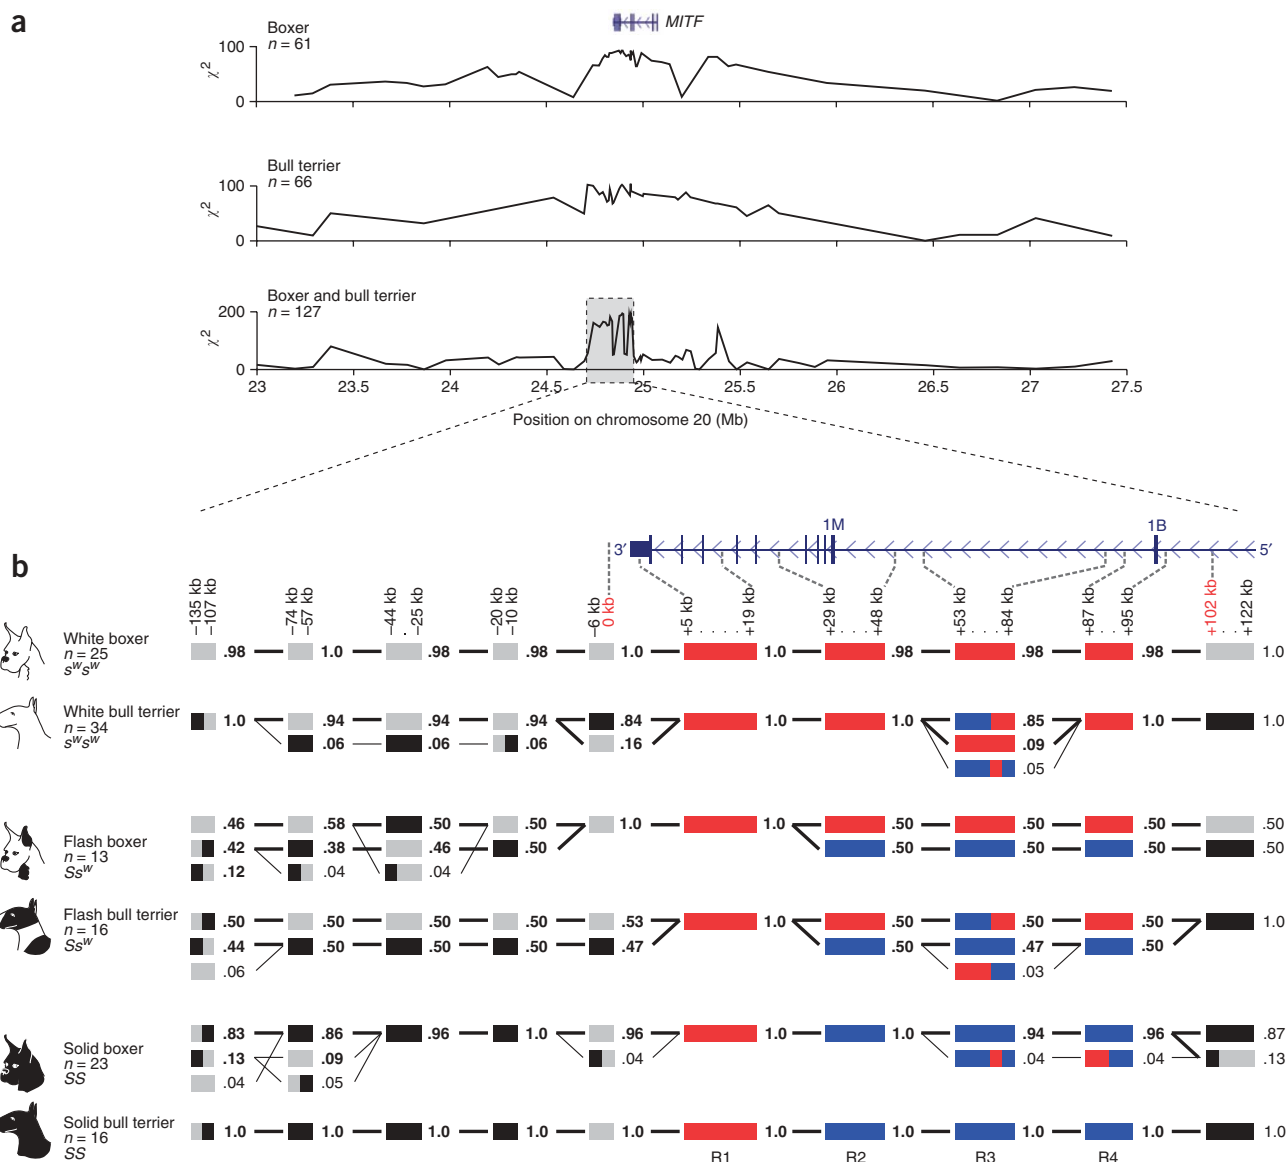 a
MITF
Boxer
n = 61
100
χ2
0
Bull terrier
n = 66
100
χ2
0
Boxer and bull terrier
n = 127
200
χ2
0
23 23.5 24 24.5 25 25.5 26 26.5 27 27.5
Position on chromosome 20 (Mb)
b
3′ 1M 1B 5′
–135 kb –107 kb –74 kb –57 kb –44 kb –25 kb –20 kb –10 kb –6 kb 0 kb +5 kb +19 kb +29 kb +48 kb +53 kb +84 kb +87 kb +95 kb +102 kb +122 kb
White boxer
n = 25
swsw
.98 1.0 .98 .98 1.0 1.0 .98 .98 .98 1.0
White bull terrier
n = 34
swsw
1.0 .94 .94 .94 .84 1.0 1.0 .85 1.0 1.0
.06 .06 .06 .16 .09
.05
Flash boxer
n = 13
Ssw
.46 .58 .50 .50 1.0 1.0 .50 .50 .50 .50
.42 .38 .46 .50 .50 .50 .50 .50
.12 .04 .04
Flash bull terrier
n = 16
Ssw
.50 .50 .50 .50 .53 1.0 .50 .50 .50 1.0
.44 .50 .50 .50 .47 .50 .47 .50
.06 .03
Solid boxer
n = 23
SS
.83 .86 .96 1.0 .96 1.0 1.0 .94 .96 .87
.13 .09 .04 .04 .04 .13
.04 .05
Solid bull terrier
n = 16
SS
1.0 1.0 1.0 1.0 1.0 1.0 1.0 1.0 1.0 1.0
R1 R2 R3 R4